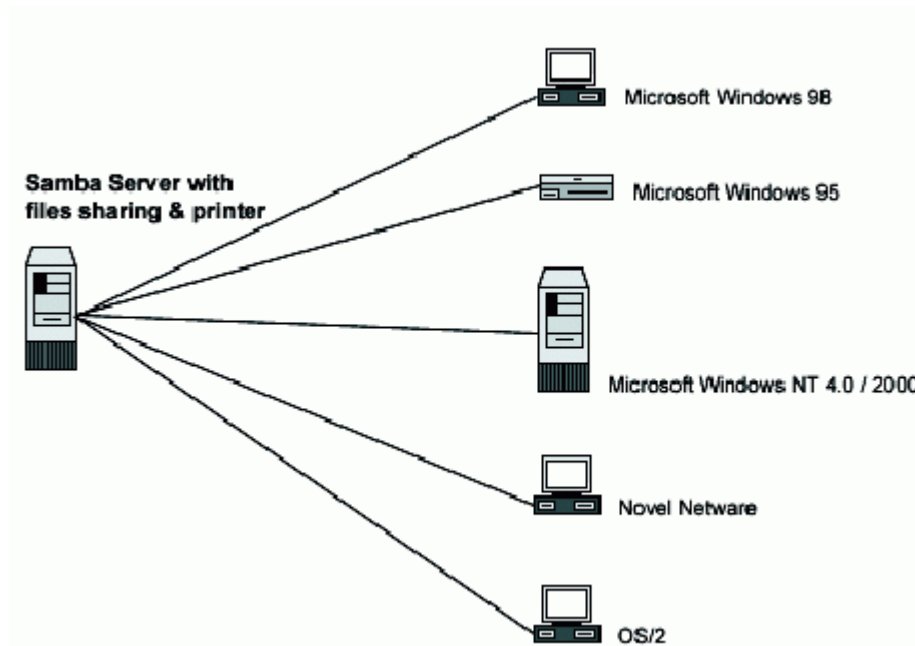 Microsoft Windows 98
Samba Server with
files sharing & printer
Microsoft Windows 95
Microsoft Windows NT 4.0 / 2000
Novel Netware
OS/2